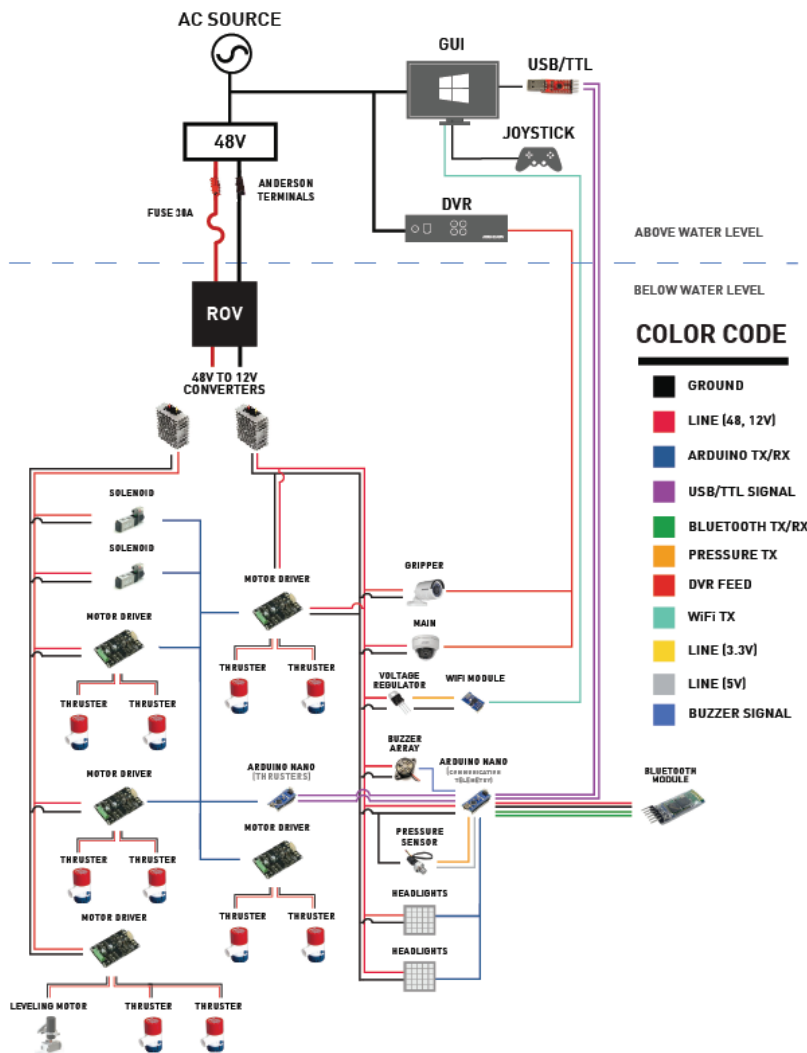 AC SOURCE
GUI
USB/TTL
48V
JOYSTICK
ANDERSON
TERMINALS
FUSE 30A
DVR
ABOVE WATER LEVEL
BELOW WATER LEVEL
ROV
COLOR CODE
48V TO 12V
CONVERTERS
GROUND
LINE (48, 12V)
ARDUINO TX/RX
USB/TTL SIGNAL
BLUETOOTH TX/RX
PRESSURE TX
DVR FEED
WiFi TX
LINE (3.3V)
LINE (5V)
BUZZER SIGNAL
SOLENOID
SOLENOID
GRIPPER
MOTOR DRIVER
MOTOR DRIVER
MAIN
THRUSTER
THRUSTER
VOLTAGE
REGULATOR
WIFI MODULE
THRUSTER
THRUSTER
BUZZER
ARRAY
MOTOR DRIVER
ARDUINO NANO
(THRUSTERS)
ARDUINO NANO
(COMMUNICATION
TELEMETRY)
BLUETOOTH
MODULE
MOTOR DRIVER
PRESSURE
SENSOR
THRUSTER
THRUSTER
HEADLIGHTS
MOTOR DRIVER
THRUSTER
THRUSTER
HEADLIGHTS
LEVELING MOTOR
THRUSTER
THRUSTER